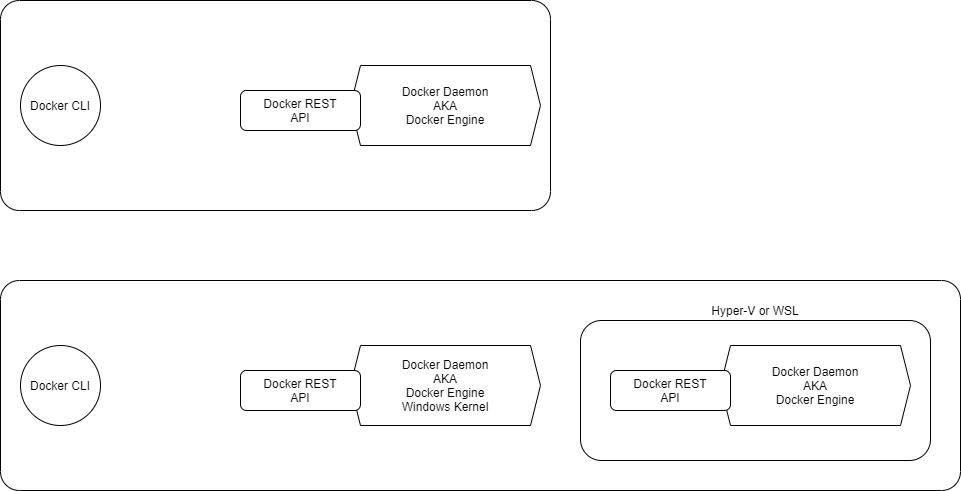 Docker CLI
Docker REST
API
Docker Daemon
AKA
Docker Engine
Hyper-V or WSL
Docker CLI
Docker REST
API
Docker Daemon
AKA
Docker Engine
Windows Kernel
Docker REST
API
Docker Daemon
AKA
Docker Engine